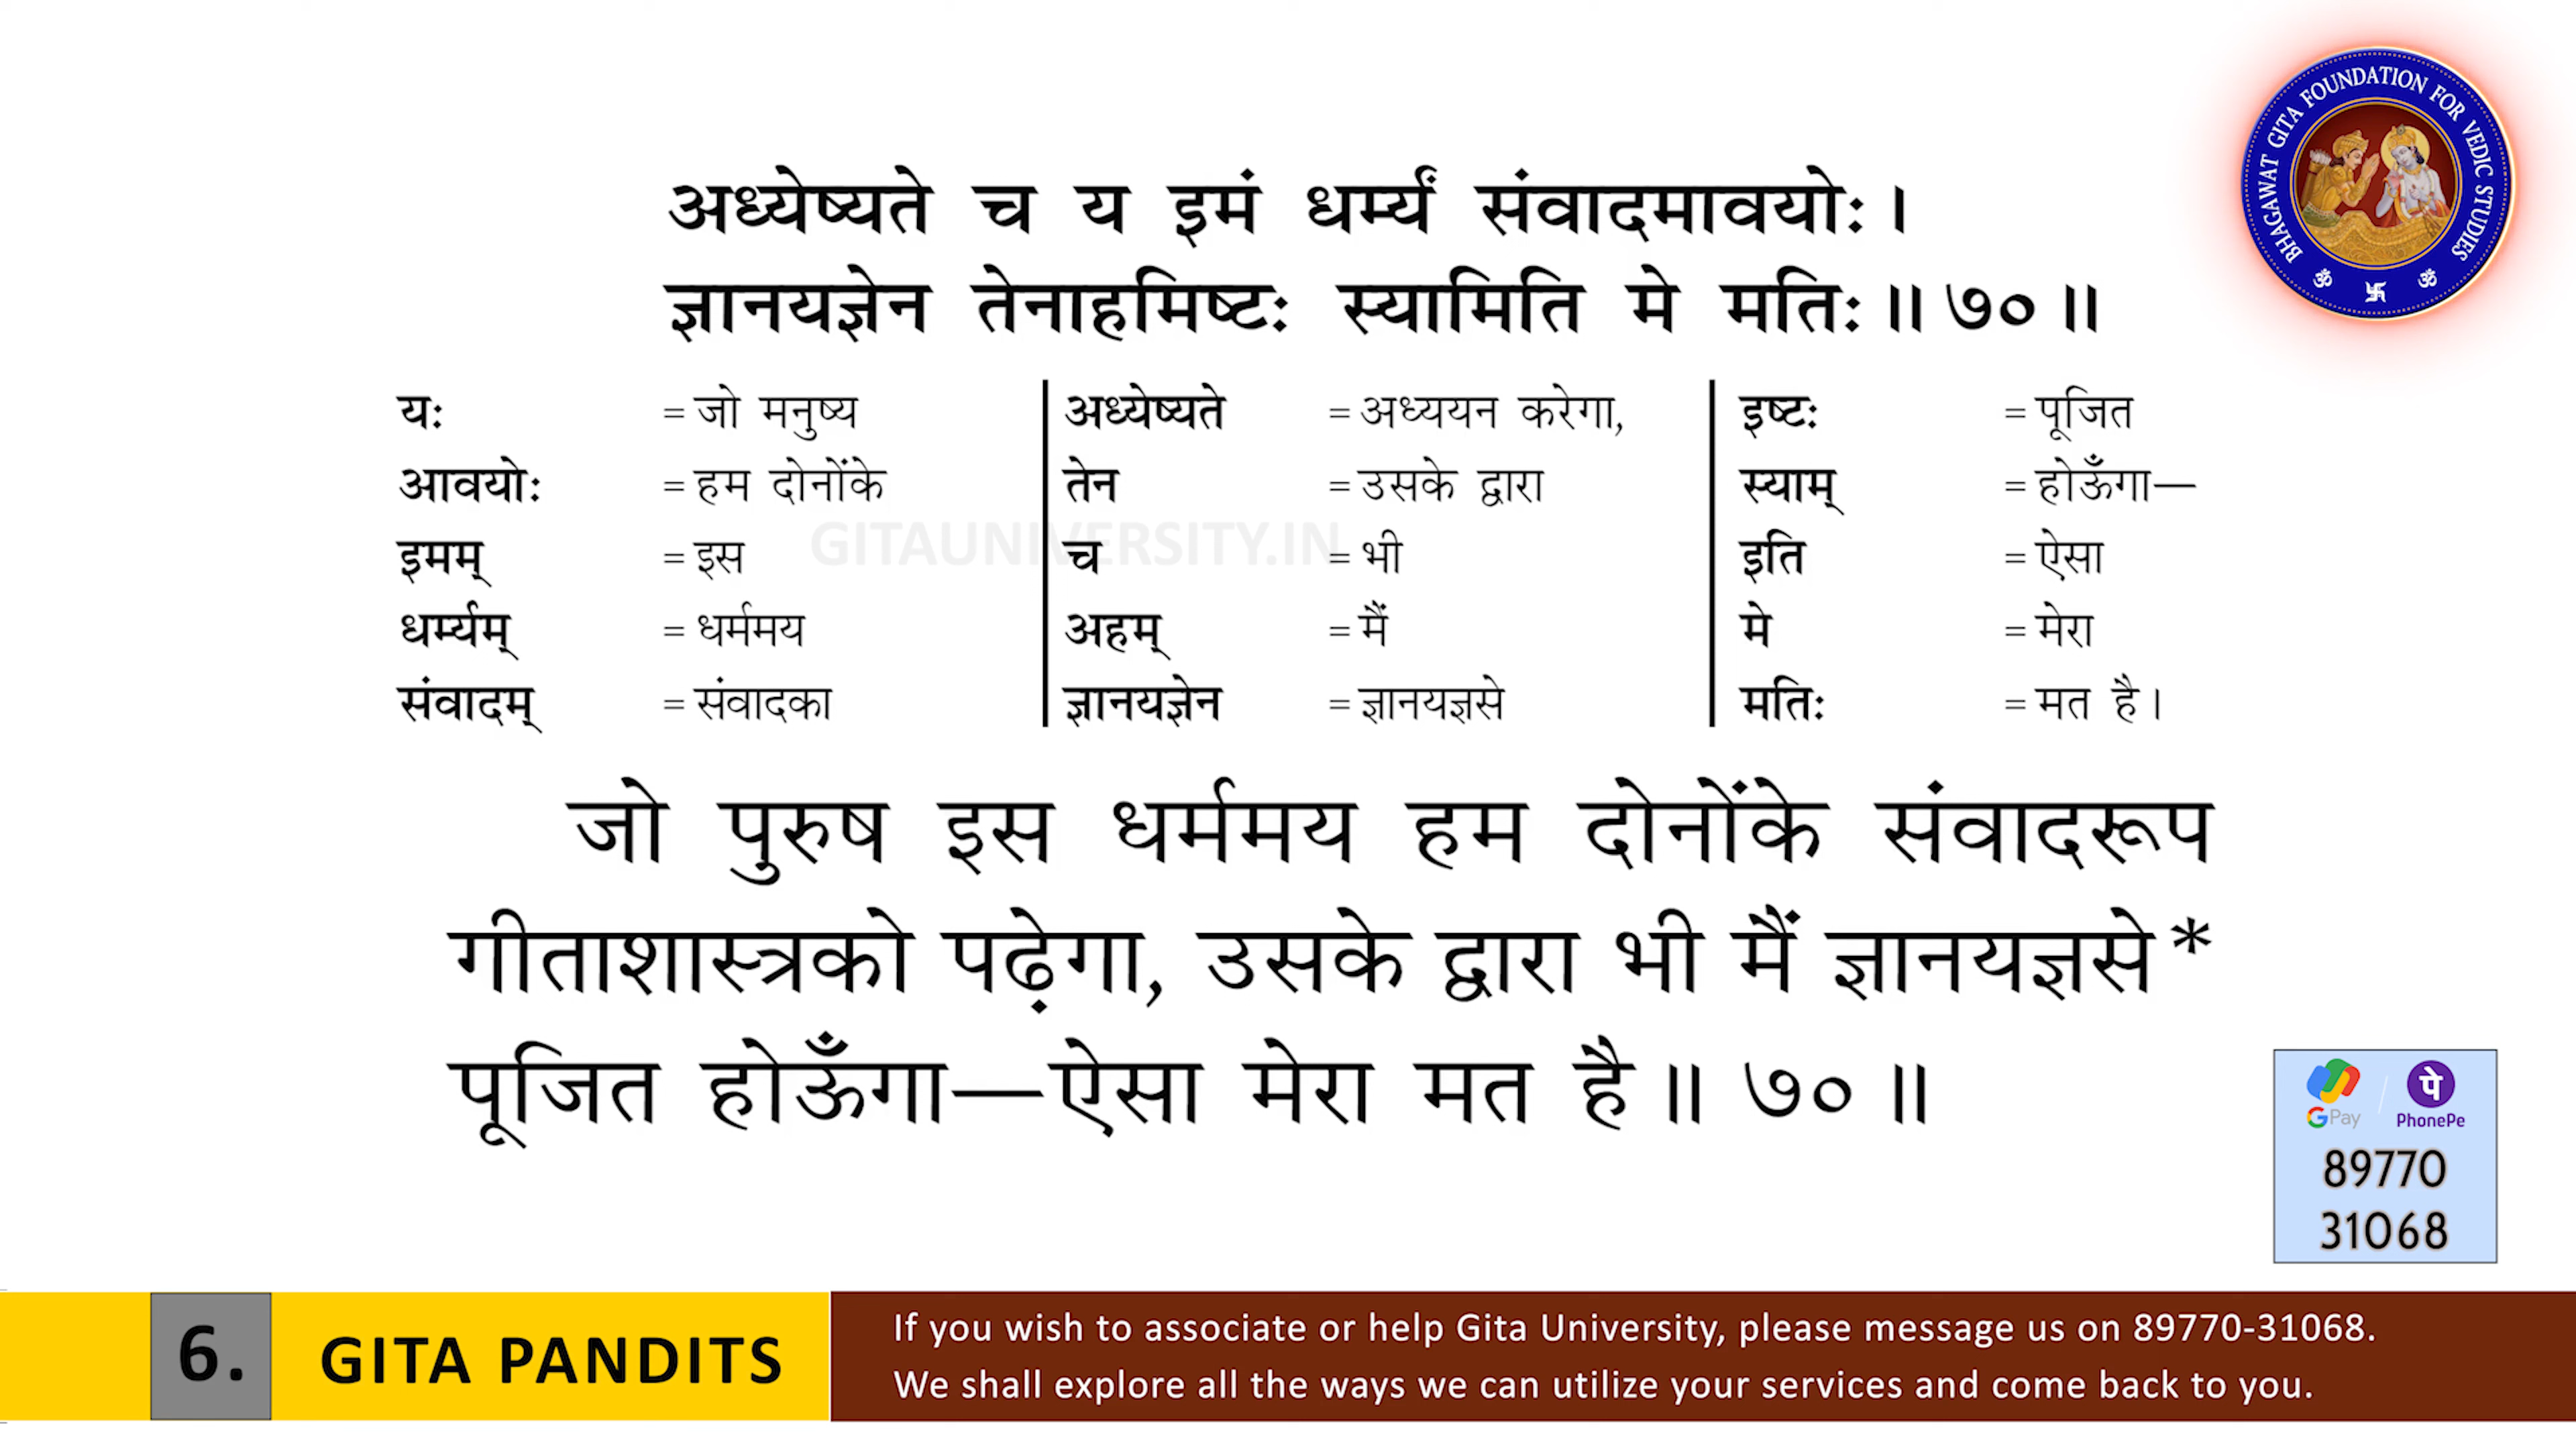 BHAGAWAT GITA FOUNDATION FOR VEDIC STUDIES
ॐ 卐 ॐ
अध्येष्यते च य इमं धर्म्यं संवादमावयोः ।
ज्ञानयज्ञेन तेनाहमिष्टः स्यामिति मे मतिः ॥ ७० ॥
यः = जो मनुष्य
आवयोः = हम दोनोंके
इमम् = इस
धर्म्यम् = धर्ममय
संवादम् = संवादका
अध्येष्यते = अध्ययन करेगा,
तेन = उसके द्वारा
च = भी
अहम् = मैं
ज्ञानयज्ञेन = ज्ञानयज्ञसे
इष्टः = पूजित
स्याम् = होऊँगा—
इति = ऐसा
मे = मेरा
मतिः = मत है।
GITAUNIVERSITY.IN
जो पुरुष इस धर्ममय हम दोनोंके संवादरूप
गीताशास्त्रको पढ़ेगा, उसके द्वारा भी मैं ज्ञानयज्ञसे*
पूजित होऊँगा—ऐसा मेरा मत है॥ ७० ॥
GPay पे PhonePe
89770
31068
6. GITA PANDITS
If you wish to associate or help Gita University, please message us on 89770-31068.
We shall explore all the ways we can utilize your services and come back to you.